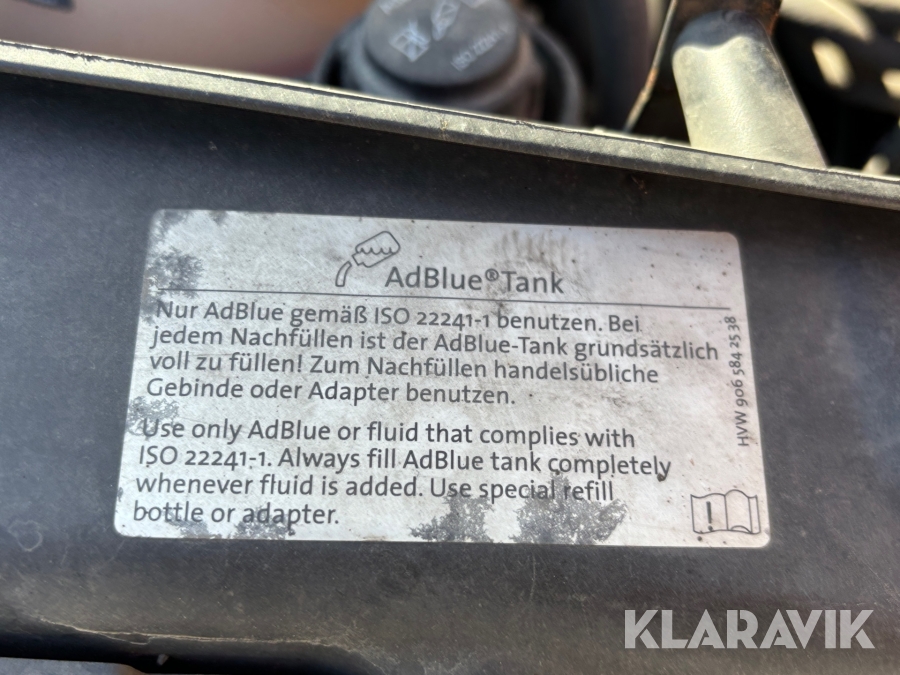 AdBlue® Tank
Nur AdBlue gemäß ISO 22241-1 benutzen. Bei
jedem Nachfüllen ist der AdBlue-Tank grundsätzlich
voll zu füllen! Zum Nachfüllen handelsübliche
Gebinde oder Adapter benutzen.
Use only AdBlue or fluid that complies with
ISO 22241-1. Always fill AdBlue tank completely
whenever fluid is added. Use special refill
bottle or adapter.
HVW 906 584 25 38
KLARAVIK